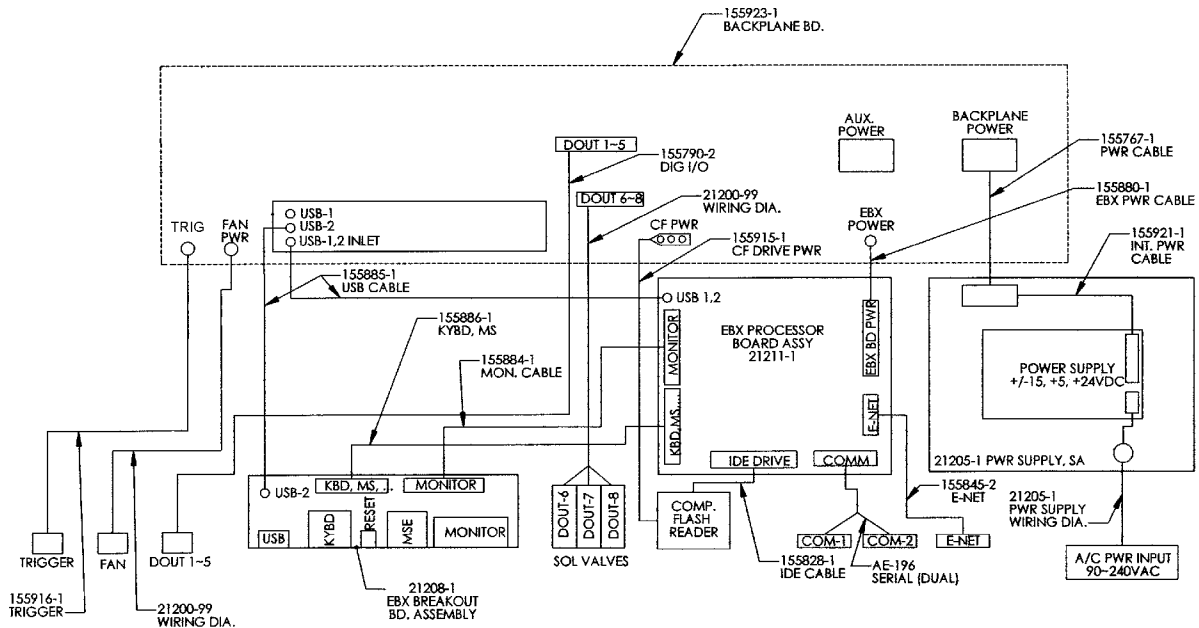 155923-1
BACKPLANE BD.
AUX.
POWER
BACKPLANE
POWER
DOUT 1~5
155790-2
DIG I/O
155767-1
PWR CABLE
DOUT 6~8
21200-99
WIRING DIA.
155880-1
EBX PWR CABLE
USB-1
USB-2
USB-1,2 INLET
TRIG
FAN
PWR
CF PWR
EBX
POWER
155915-1
CF DRIVE PWR
155921-1
INT. PWR
CABLE
155885-1
USB CABLE
USB 1,2
155886-1
KYBD, MS
MONITOR
EBX PROCESSOR
BOARD ASSY
21211-1
EBX BD PWR
155884-1
MON. CABLE
POWER SUPPLY
+/-15, +5, +24VDC
KBD,MS,...
E-NET
IDE DRIVE
COMM
21205-1 PWR SUPPLY, SA
USB-2
KBD, MS, ...
MONITOR
155845-2
E-NET
21205-1
PWR SUPPLY
WIRING DIA.
USB
KYBD
RESET
MSE
MONITOR
DOUT-6
DOUT-7
DOUT-8
COMP.
FLASH
READER
SOL VALVES
COM-1
COM-2
E-NET
A/C PWR INPUT
90~240VAC
TRIGGER
FAN
DOUT 1~5
155828-1
IDE CABLE
AE-196
SERIAL (DUAL)
155916-1
TRIGGER
21200-99
WIRING DIA.
21208-1
EBX BREAKOUT
BD. ASSEMBLY